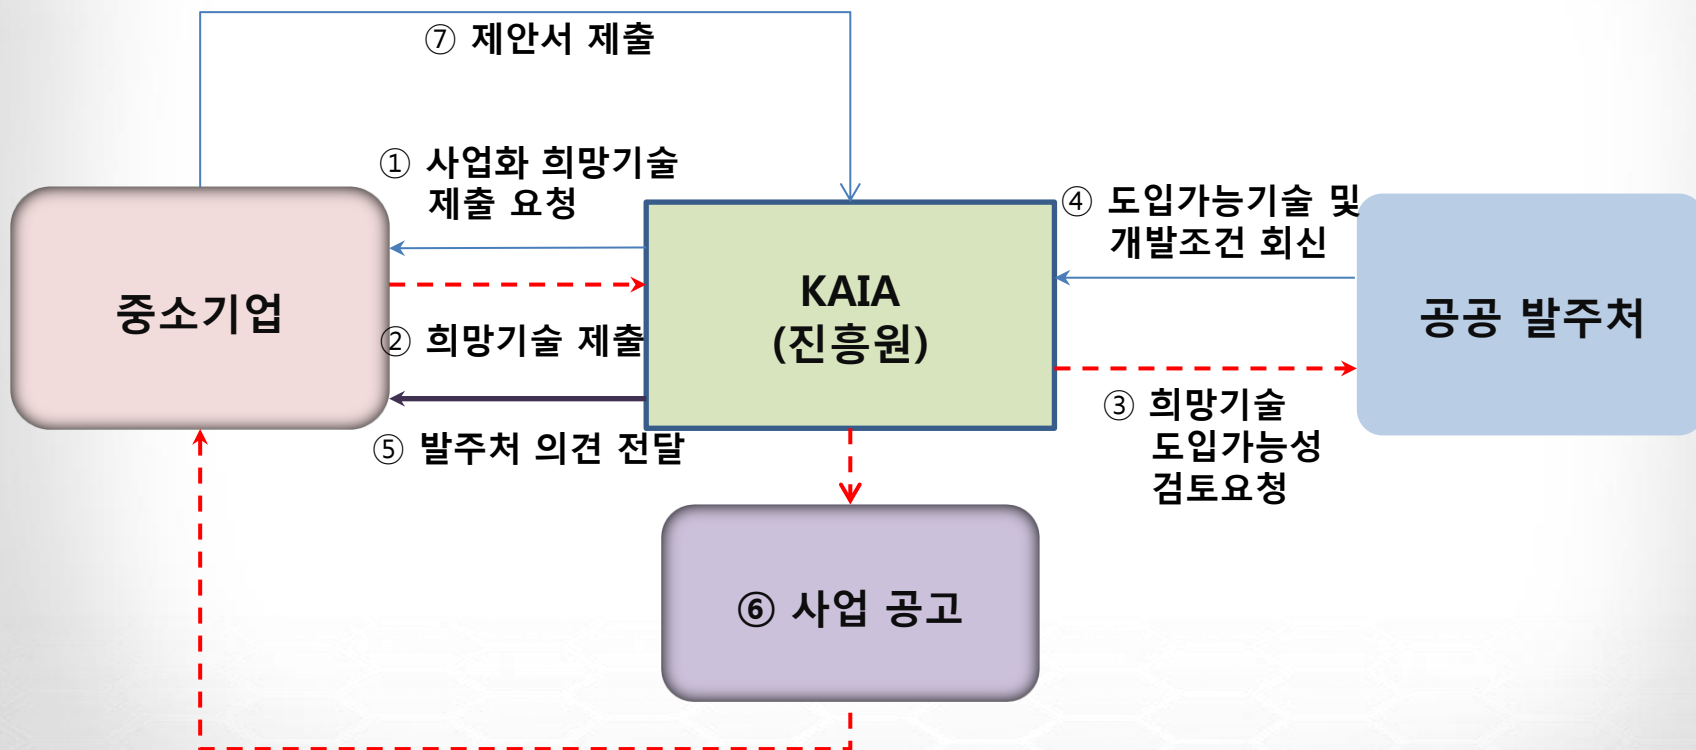 ⑦ 제안서 제출
① 사업화 희망기술
제출 요청
중소기업
② 희망기술 제출
⑤ 발주처 의견 전달
KAIA
(진흥원)
④ 도입가능기술 및
개발조건 회신
③ 희망기술
도입가능성
검토요청
공공 발주처
⑥ 사업 공고